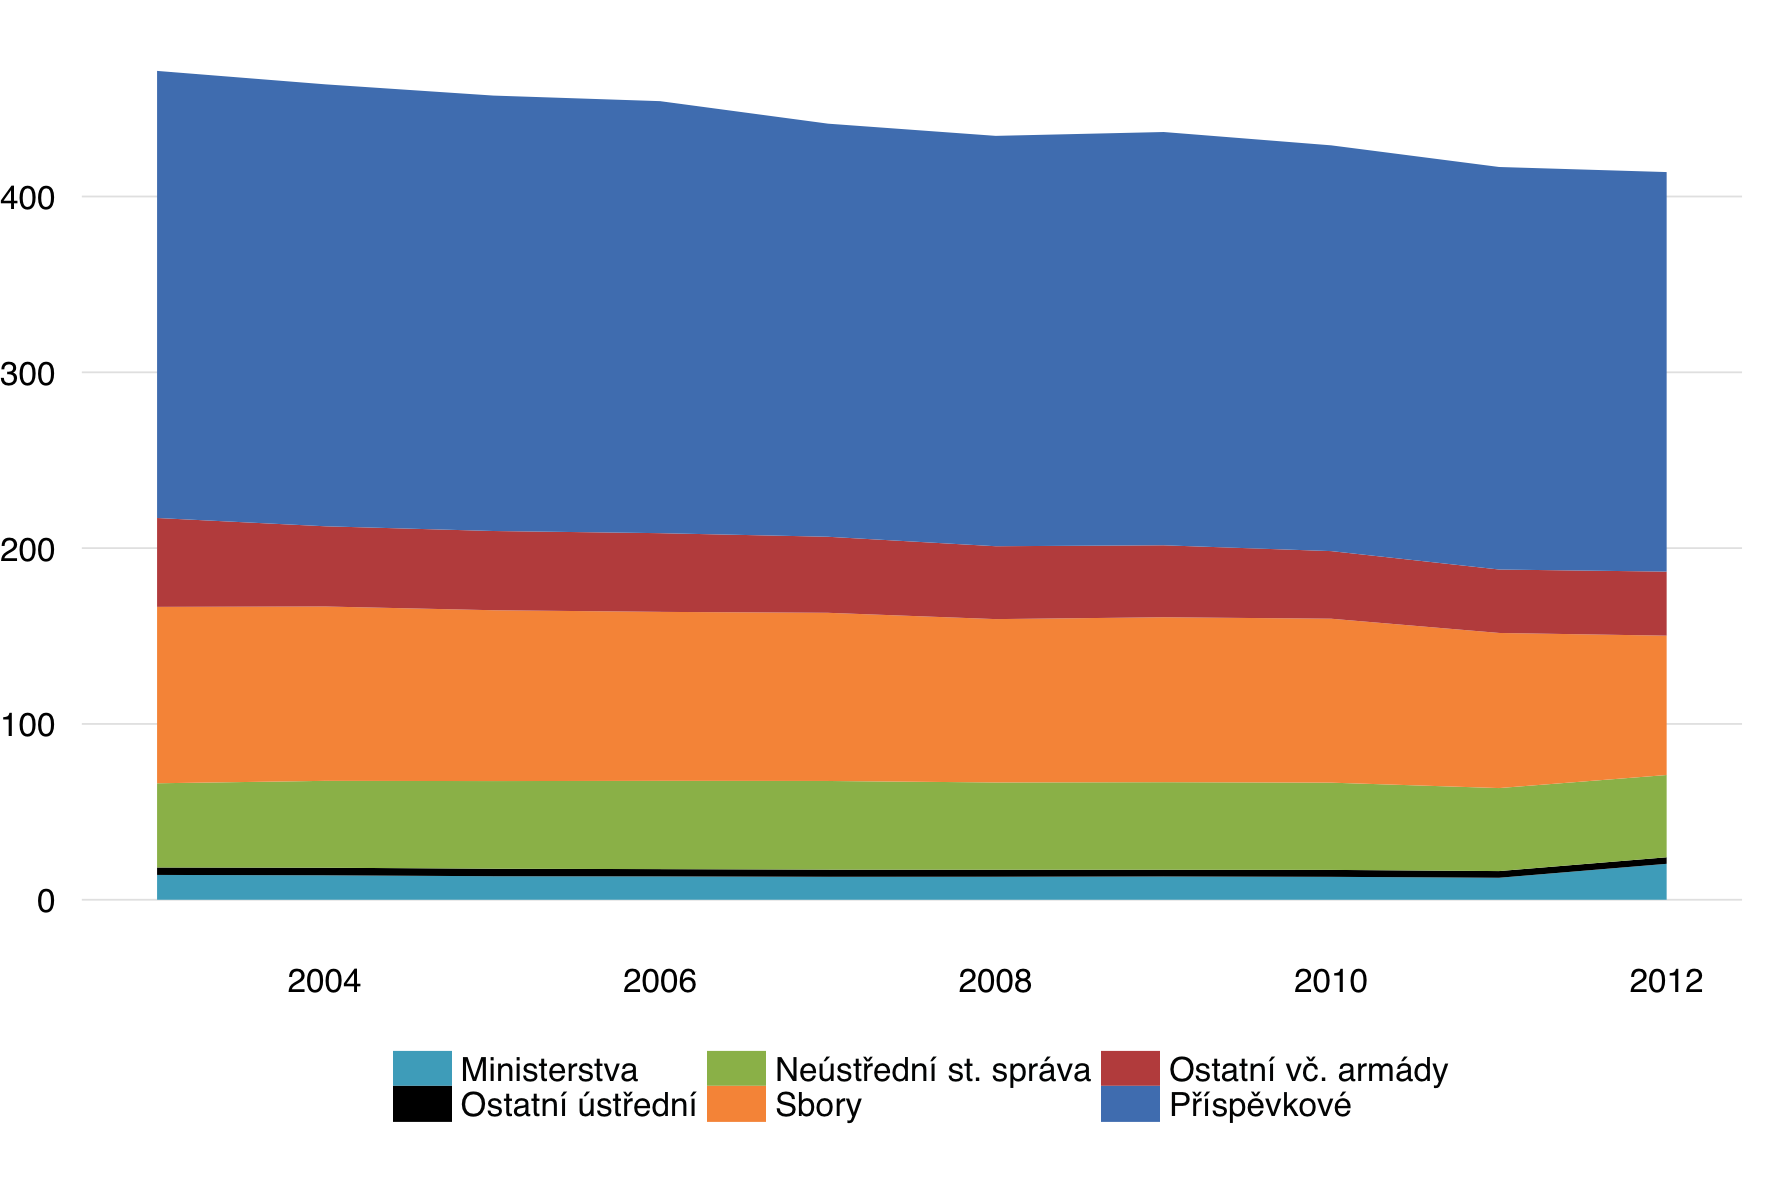 400
300
200
100
0
2004 2006 2008 2010 2012
Ministerstva Neústřední st. správa Ostatní vč. armády
Ostatní ústřední Sbory Příspěvkové